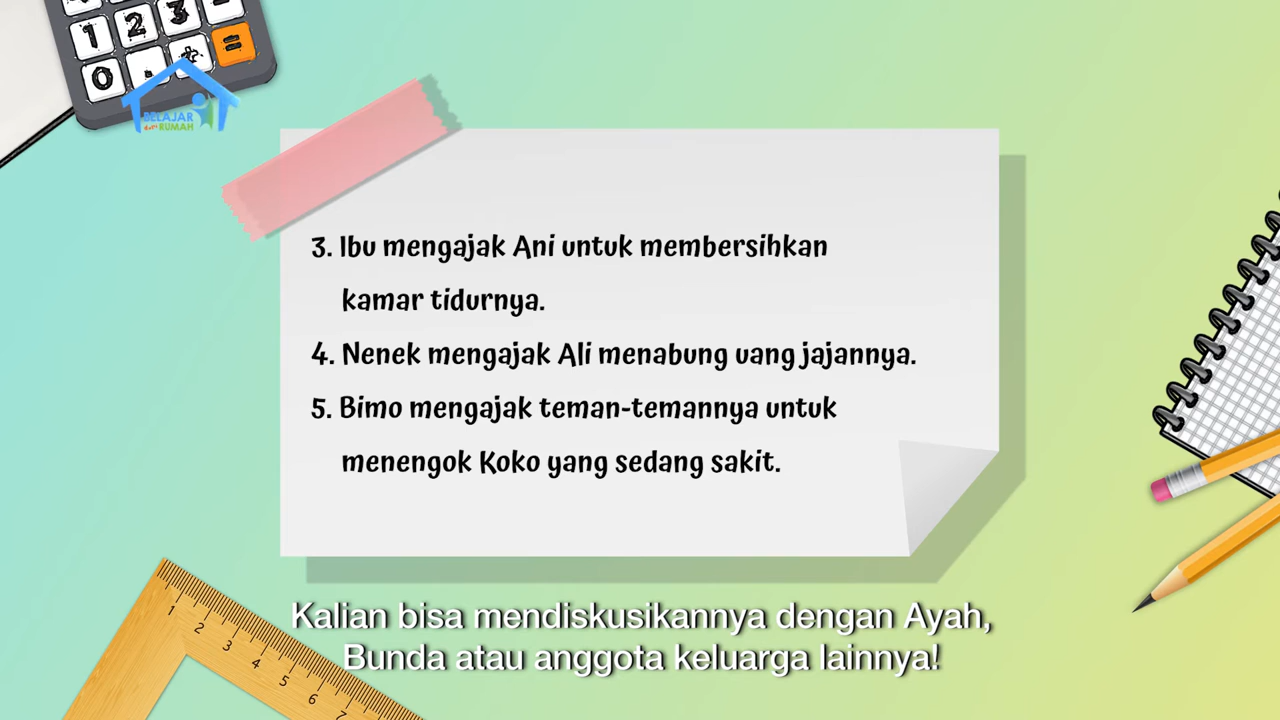 1 2 3
0 . ÷ =
BELAJAR
dari RUMAH
3. Ibu mengajak Ani untuk membersihkan
kamar tidurnya.
4. Nenek mengajak Ali menabung uang jajannya.
5. Bimo mengajak teman-temannya untuk
menengok Koko yang sedang sakit.
1 2 3 4 5 6 7
Kalian bisa mendiskusikannya dengan Ayah,
Bunda atau anggota keluarga lainnya!